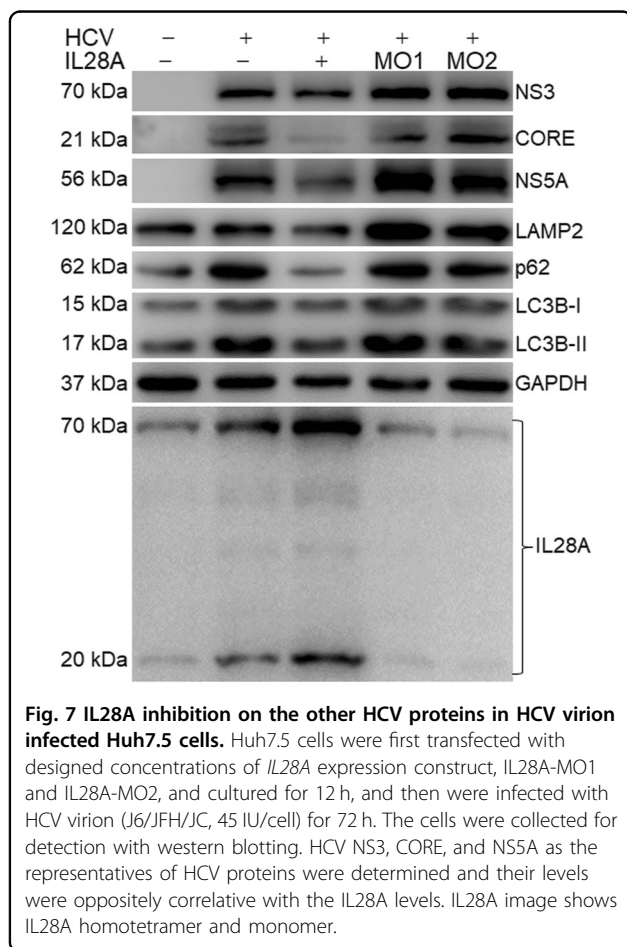 HCV – + + + +
IL28A – – + MO1 MO2
70 kDa NS3
21 kDa CORE
56 kDa NS5A
120 kDa LAMP2
62 kDa p62
15 kDa LC3B-I
17 kDa LC3B-II
37 kDa GAPDH
70 kDa
IL28A
20 kDa
Fig. 7 IL28A inhibition on the other HCV proteins in HCV virion
infected Huh7.5 cells. Huh7.5 cells were first transfected with
designed concentrations of IL28A expression construct, IL28A-MO1
and IL28A-MO2, and cultured for 12 h, and then were infected with
HCV virion (J6/JFH/JC, 45 IU/cell) for 72 h. The cells were collected for
detection with western blotting. HCV NS3, CORE, and NS5A as the
representatives of HCV proteins were determined and their levels
were oppositely correlative with the IL28A levels. IL28A image shows
IL28A homotetramer and monomer.